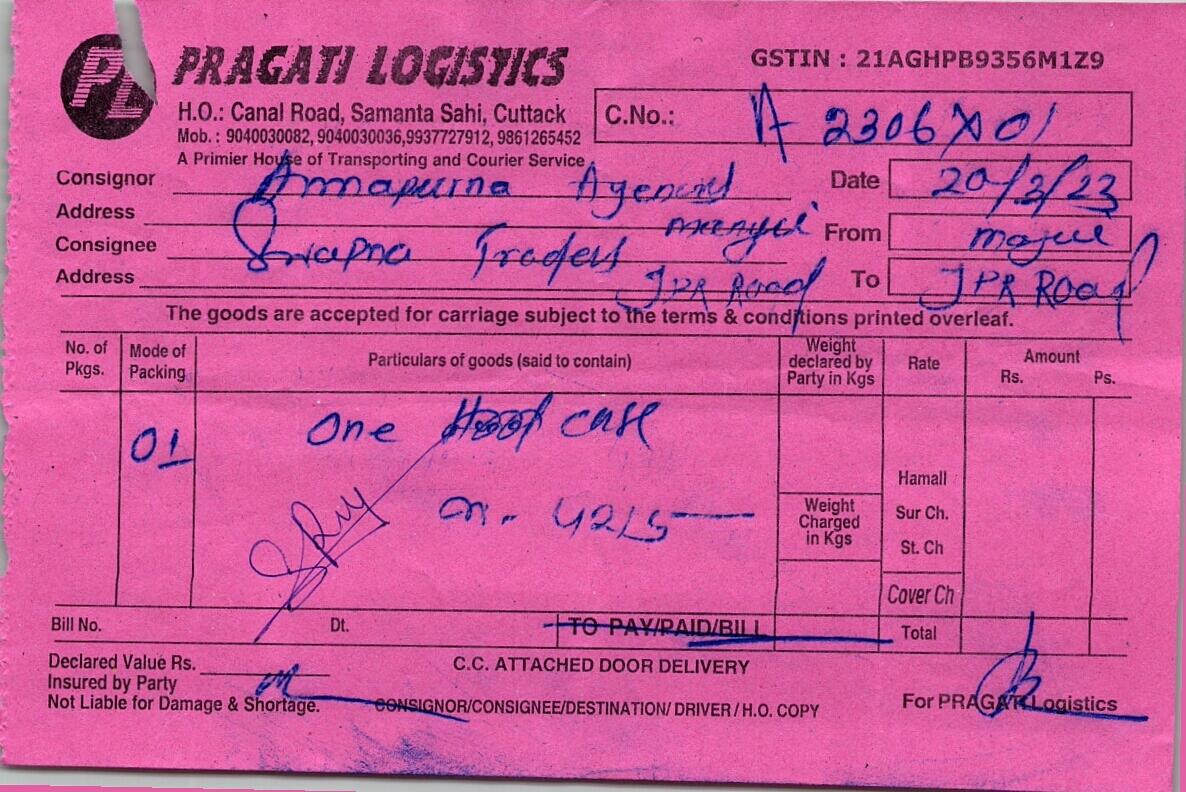 PL PRAGATI LOGISTICS
GSTIN : 21AGHPB9356M1Z9
H.O.: Canal Road, Samanta Sahi, Cuttack
Mob. : 9040030082, 9040030036,9937727912, 9861265452
A Primier House of Transporting and Courier Service
C.No.: A 2306X01
Consignor Annapurna Agency
Date 20/2/23
Address
From
Consignee Swapna Traders
Address JPR Road
To JPR Road
The goods are accepted for carriage subject to the terms & conditions printed overleaf.
No. of Pkgs. Mode of Packing Particulars of goods (said to contain) Weight declared by Party in Kgs Rate Amount Rs. Ps.
01 One case
Hamall
Weight Charged in Kgs
Sur Ch.
St. Ch
Cover Ch
Bill No. Dt. TO PAY/PAID/BILL Total
Declared Value Rs.
C.C. ATTACHED DOOR DELIVERY
Insured by Party
Not Liable for Damage & Shortage.
CONSIGNOR/CONSIGNEE/DESTINATION/ DRIVER / H.O. COPY
For PRAGATI Logistics